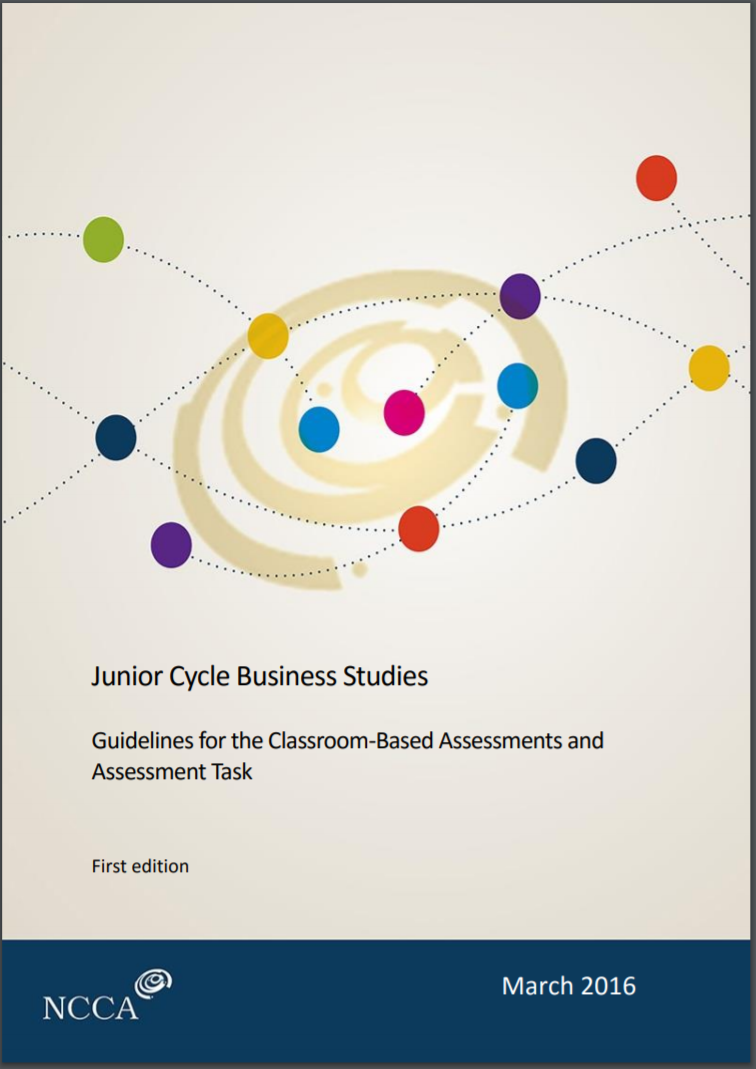 Junior Cycle Business Studies
Guidelines for the Classroom-Based Assessments and
Assessment Task
First edition
NCCA
March 2016